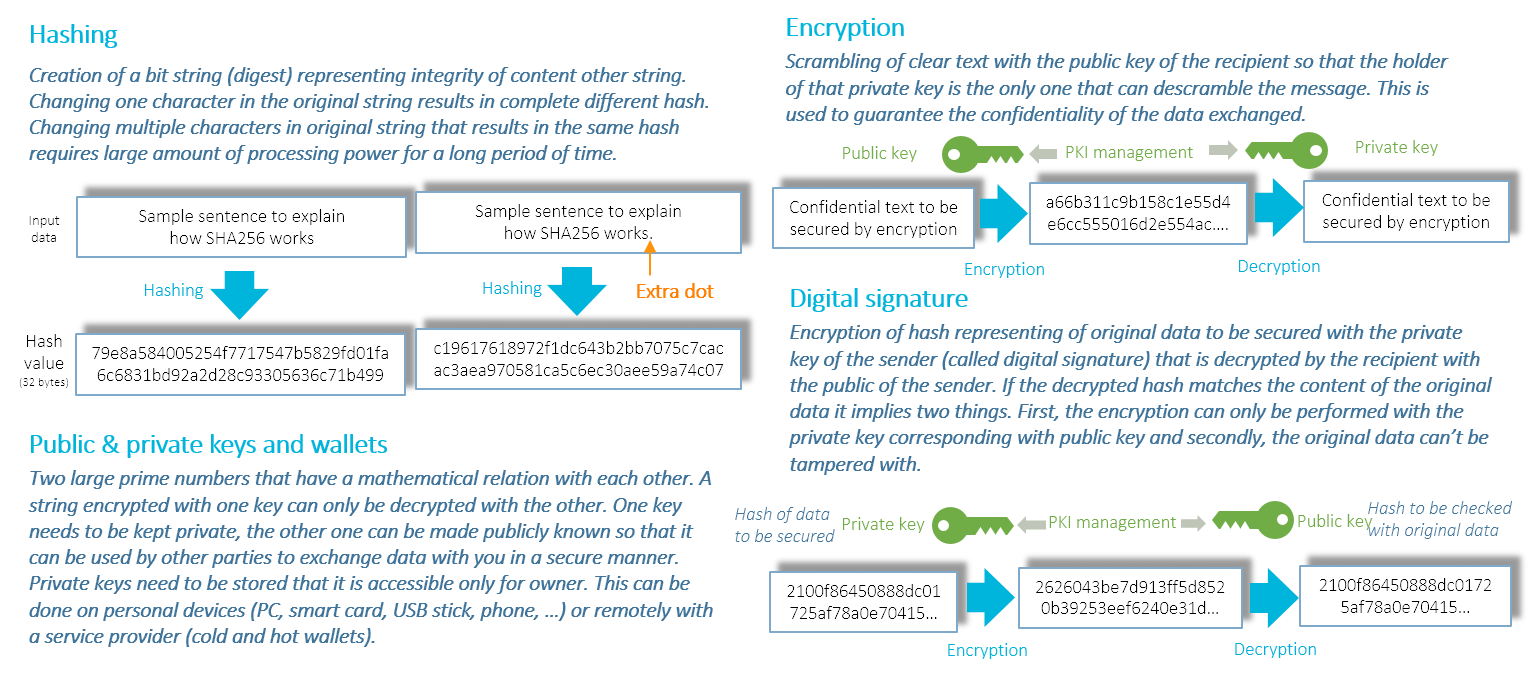 Hashing
Creation of a bit string (digest) representing integrity of content other string.
Changing one character in the original string results in complete different hash.
Changing multiple characters in original string that results in the same hash
requires large amount of processing power for a long period of time.
Input
data
Sample sentence to explain
how SHA256 works
Sample sentence to explain
how SHA256 works.
Hashing
Hashing
Extra dot
Hash
value
(32 bytes)
79e8a584005254f7717547b5829fd01fa
6c6831bd92a2d28c93305636c71b499
c19617618972f1dc643b2bb7075c7cac
ac3aea970581ca5c6ec30aee59a74c07
Public & private keys and wallets
Two large prime numbers that have a mathematical relation with each other. A
string encrypted with one key can only be decrypted with the other. One key
needs to be kept private, the other one can be made publicly known so that it
can be used by other parties to exchange data with you in a secure manner.
Private keys need to be stored that it is accessible only for owner. This can be
done on personal devices (PC, smart card, USB stick, phone, …) or remotely with
a service provider (cold and hot wallets).
Encryption
Scrambling of clear text with the public key of the recipient so that the holder
of that private key is the only one that can descramble the message. This is
used to guarantee the confidentiality of the data exchanged.
Public key
PKI management
Private key
Confidential text to be
secured by encryption
a66b311c9b158c1e55d4
e6cc555016d2e554ac….
Confidential text to be
secured by encryption
Encryption
Decryption
Digital signature
Encryption of hash representing of original data to be secured with the private
key of the sender (called digital signature) that is decrypted by the recipient with
the public of the sender. If the decrypted hash matches the content of the original
data it implies two things. First, the encryption can only be performed with the
private key corresponding with public key and secondly, the original data can’t be
tampered with.
Hash of data
to be secured
Private key
PKI management
Public key
Hash to be checked
with original data
2100f86450888dc01
725af78a0e70415…
2626043be7d913ff5d852
0b39253eef6240e31d…
2100f86450888dc0172
5af78a0e70415…
Encryption
Decryption